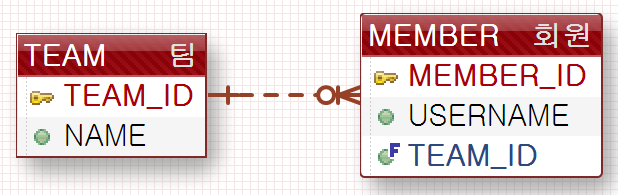 TEAM 팀
TEAM_ID
NAME
MEMBER 회원
MEMBER_ID
USERNAME
F TEAM_ID